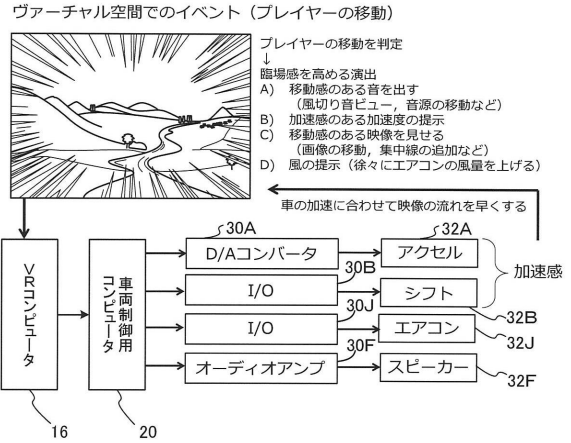 ヴァーチャル空間でのイベント（プレイヤーの移動）
プレイヤーの移動を判定
↓
臨場感を高める演出
A) 移動感のある音を出す
（風切り音ビュー，音源の移動など）
B) 加速感のある加速度の提示
C) 移動感のある映像を見せる
（画像の移動，集中線の追加など）
D) 風の提示（徐々にエアコンの風量を上げる）
車の加速に合わせて映像の流れを早くする
30A
32A
D/Aコンバータ
アクセル
30B
I/O
シフト
加速感
32B
30J
I/O
エアコン
32J
30F
オーディオアンプ
スピーカー
32F
VRコンピュータ
車両制御用
コンピュータ
16
20